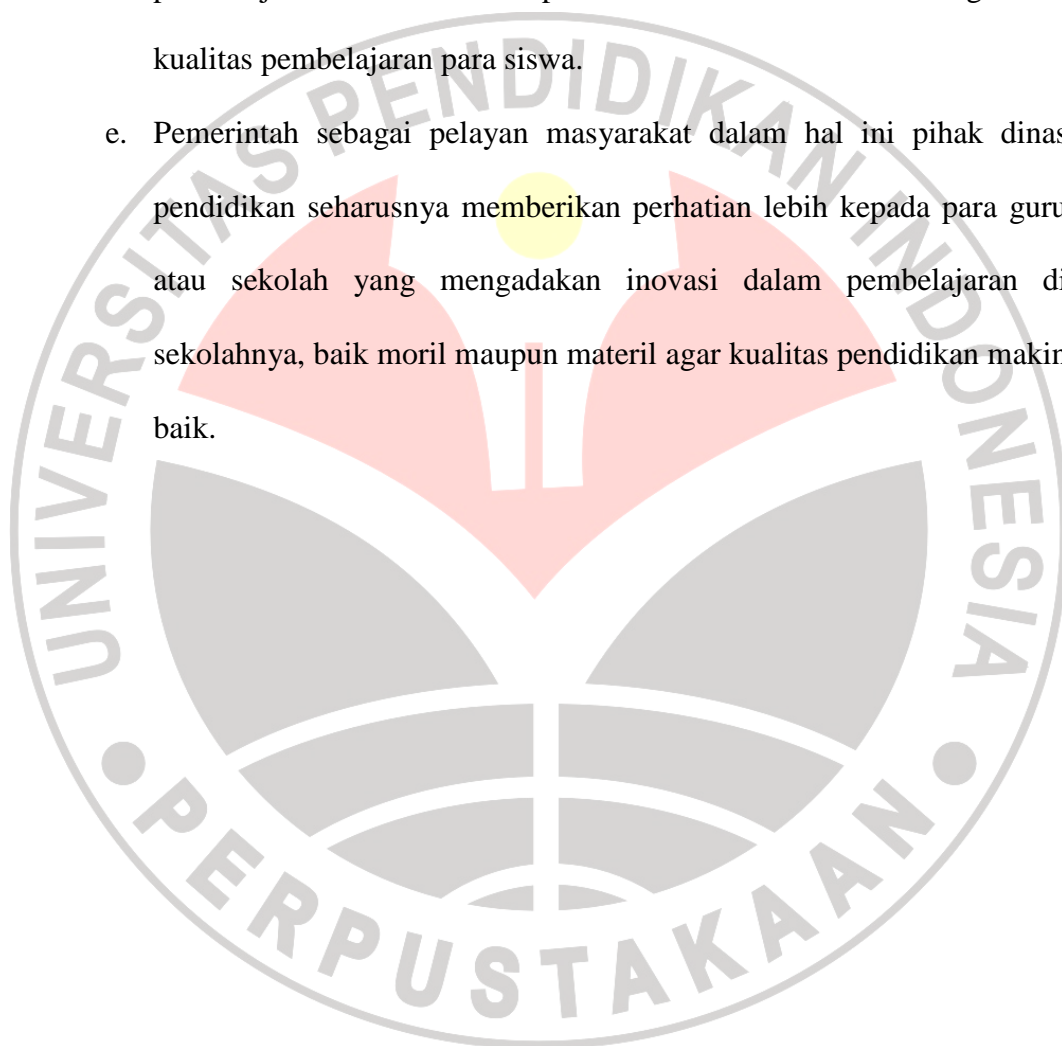 kualitas pembelajaran para siswa.
e. Pemerintah sebagai pelayan masyarakat dalam hal ini pihak dinas
pendidikan seharusnya memberikan perhatian lebih kepada para guru
atau sekolah yang mengadakan inovasi dalam pembelajaran di
sekolahnya, baik moril maupun materil agar kualitas pendidikan makin
baik.
UNIVERSITAS PENDIDIKAN INDONESIA
PERPUSTAKAAN